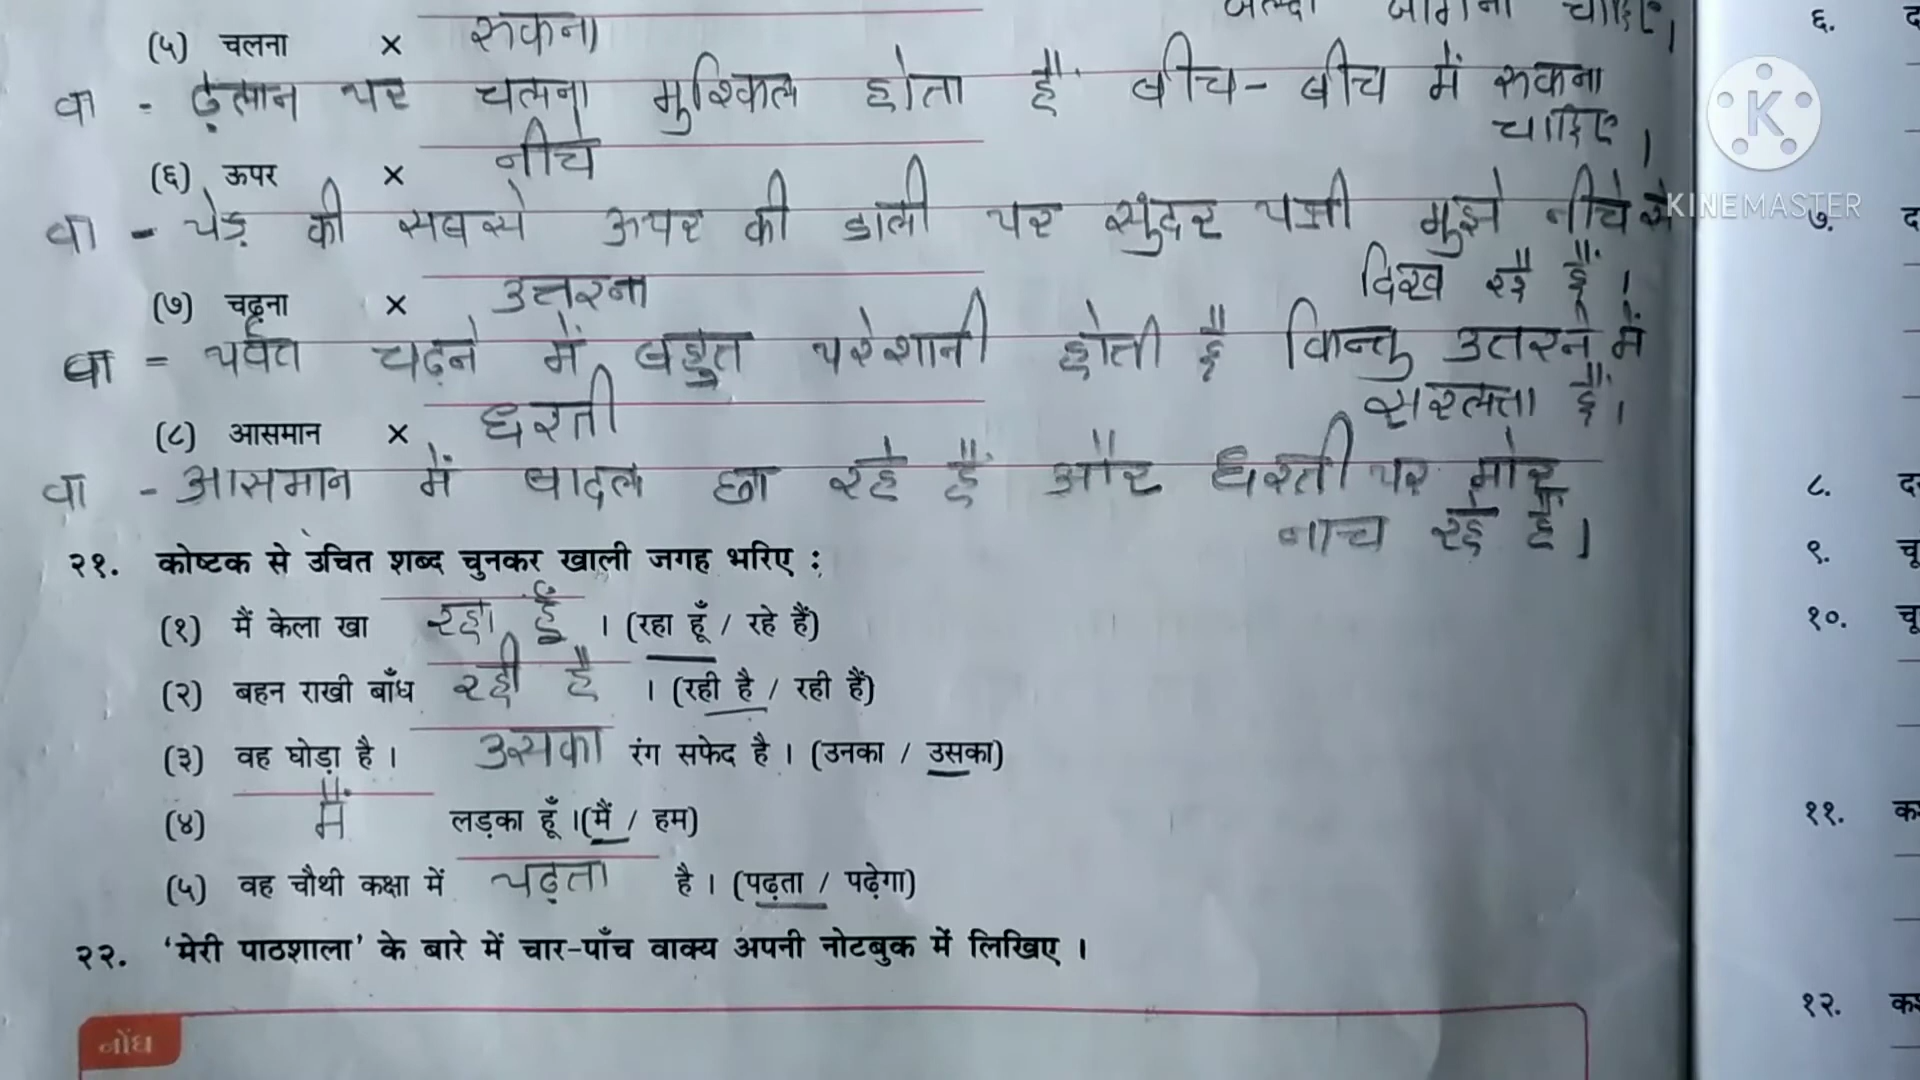 जल्दी जागना चाहिए।
(५) चलना × रुकना
वा - ढ़लान पर चलना मुश्किल होता हैं बीच-बीच में रुकना
चाहिए।
(६) ऊपर × नीचे
वा - पेड़ की सबसे ऊपर की डाली पर सुंदर पक्षी मुझे नीचे से
दिख रहै हैं।
(७) चढ़ना × उतरना
वा - पर्वत चढ़ने में बहुत परेशानी होती है किन्तु उतरने में
सरलता हैं।
(८) आसमान × धरती
वा - आसमान में बादल छा रहे हैं और धरती पर मोर
नाच रहे हैं।
२१. कोष्टक से उचित शब्द चुनकर खाली जगह भरिए :
(१) मैं केला खा रहा हूँ । (रहा हूँ / रहे हैं)
(२) बहन राखी बाँध रही है । (रही है / रही हैं)
(३) वह घोड़ा है । उसका रंग सफेद है । (उनका / उसका)
(४) मैं लड़का हूँ ।(मैं / हम)
(५) वह चौथी कक्षा में पढ़ता है । (पढ़ता / पढ़ेगा)
२२. 'मेरी पाठशाला' के बारे में चार-पाँच वाक्य अपनी नोटबुक में लिखिए ।
નોંધ
K
KINEMASTER
६.
७.
८.
९. चू
१०. चू
११.
१२.